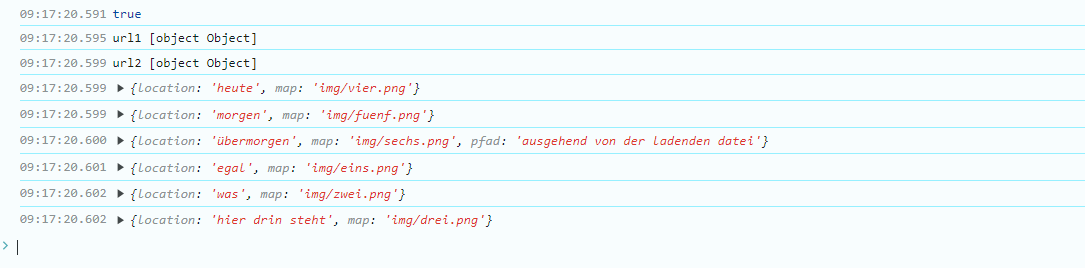 09:17:20.591 true
09:17:20.595 url1 [object Object]
09:17:20.599 url2 [object Object]
09:17:20.599 ▶ {location: 'heute', map: 'img/vier.png'}
09:17:20.599 ▶ {location: 'morgen', map: 'img/fuenf.png'}
09:17:20.600 ▶ {location: 'übermorgen', map: 'img/sechs.png', pfad: 'ausgehend von der ladenden datei'}
09:17:20.601 ▶ {location: 'egal', map: 'img/eins.png'}
09:17:20.602 ▶ {location: 'was', map: 'img/zwei.png'}
09:17:20.602 ▶ {location: 'hier drin steht', map: 'img/drei.png'}
>